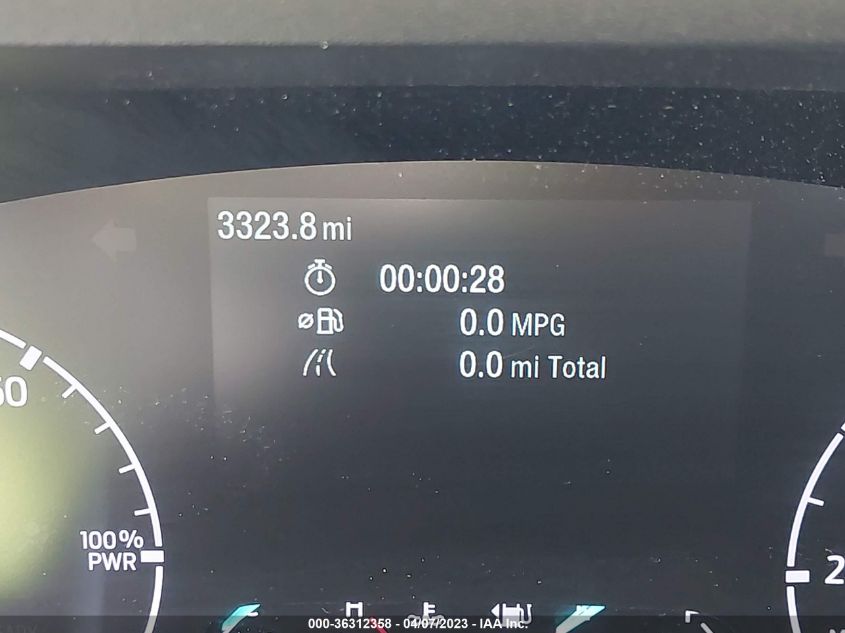 3323.8 mi
00:00:28
0.0 MPG
0.0 mi Total
100%
PWR
2
H
F
000-36312358 - 04/07/2023 - IAA Inc.